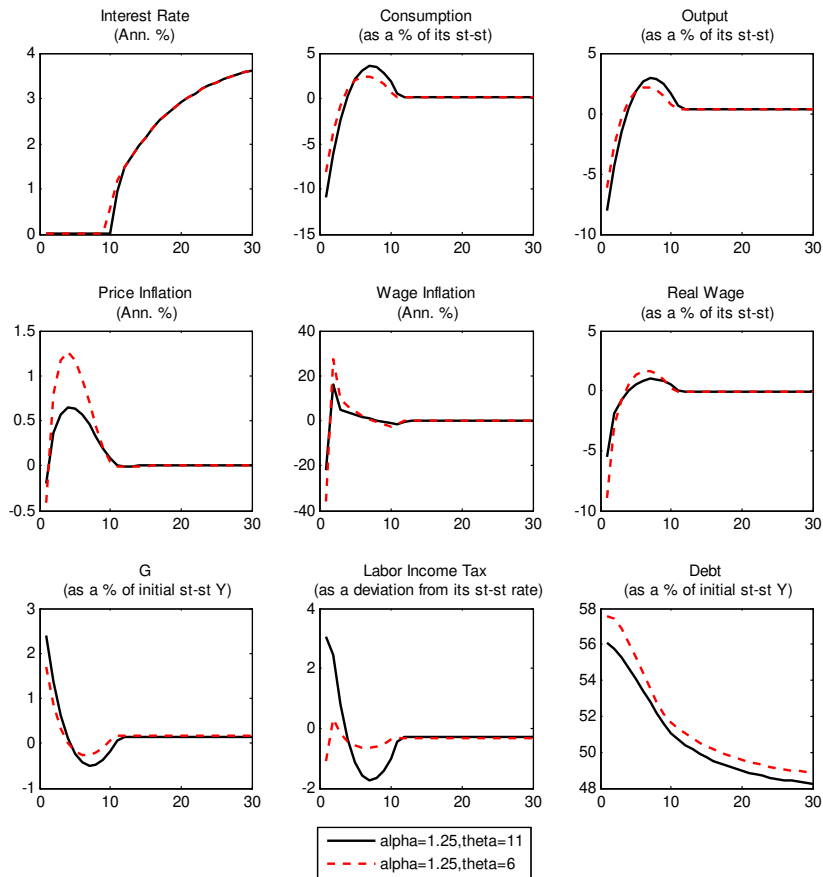 Interest Rate
(Ann. %)
4
3
2
1
0
0 10 20 30
Consumption
(as a % of its st-st)
5
0
-5
-10
-15
0 10 20 30
Output
(as a % of its st-st)
5
0
-5
-10
0 10 20 30
Price Inflation
(Ann. %)
1.5
1
0.5
0
-0.5
0 10 20 30
Wage Inflation
(Ann. %)
40
20
0
-20
-40
0 10 20 30
Real Wage
(as a % of its st-st)
5
0
-5
-10
0 10 20 30
G
(as a % of initial st-st Y)
3
2
1
0
-1
0 10 20 30
Labor Income Tax
(as a deviation from its st-st rate)
4
2
0
-2
0 10 20 30
Debt
(as a % of initial st-st Y)
58
56
54
52
50
48
0 10 20 30
alpha=1.25,theta=11
alpha=1.25,theta=6